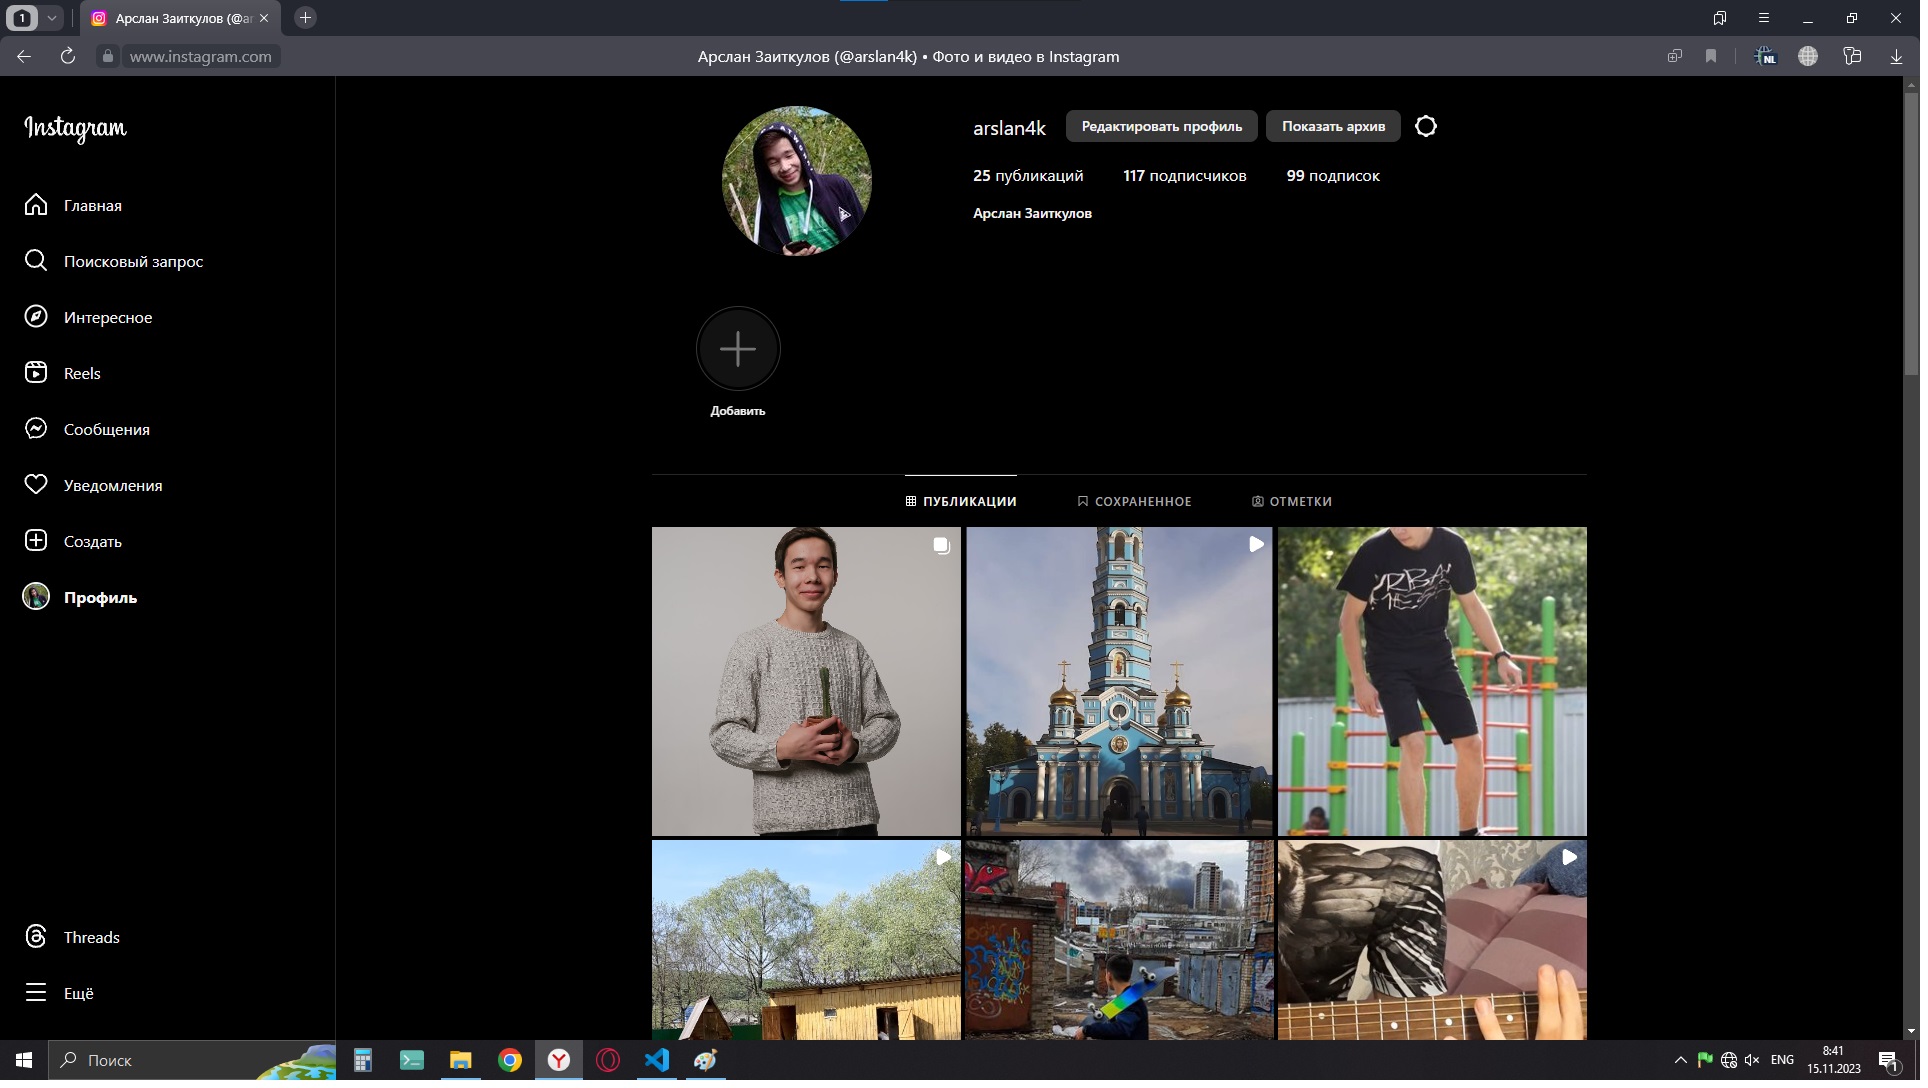 1
Арслан Заиткулов (@ar
www.instagram.com
Арслан Заиткулов (@arslan4k) • Фото и видео в Instagram
NL
Instagram
Главная
Поисковый запрос
Интересное
Reels
Сообщения
Уведомления
Создать
Профиль
Threads
Ещё
arslan4k
Редактировать профиль
Показать архив
25 публикаций
117 подписчиков
99 подписок
Арслан Заиткулов
Добавить
ПУБЛИКАЦИИ
СОХРАНЕННОЕ
ОТМЕТКИ
Поиск
ENG
8:41
15.11.2023
1